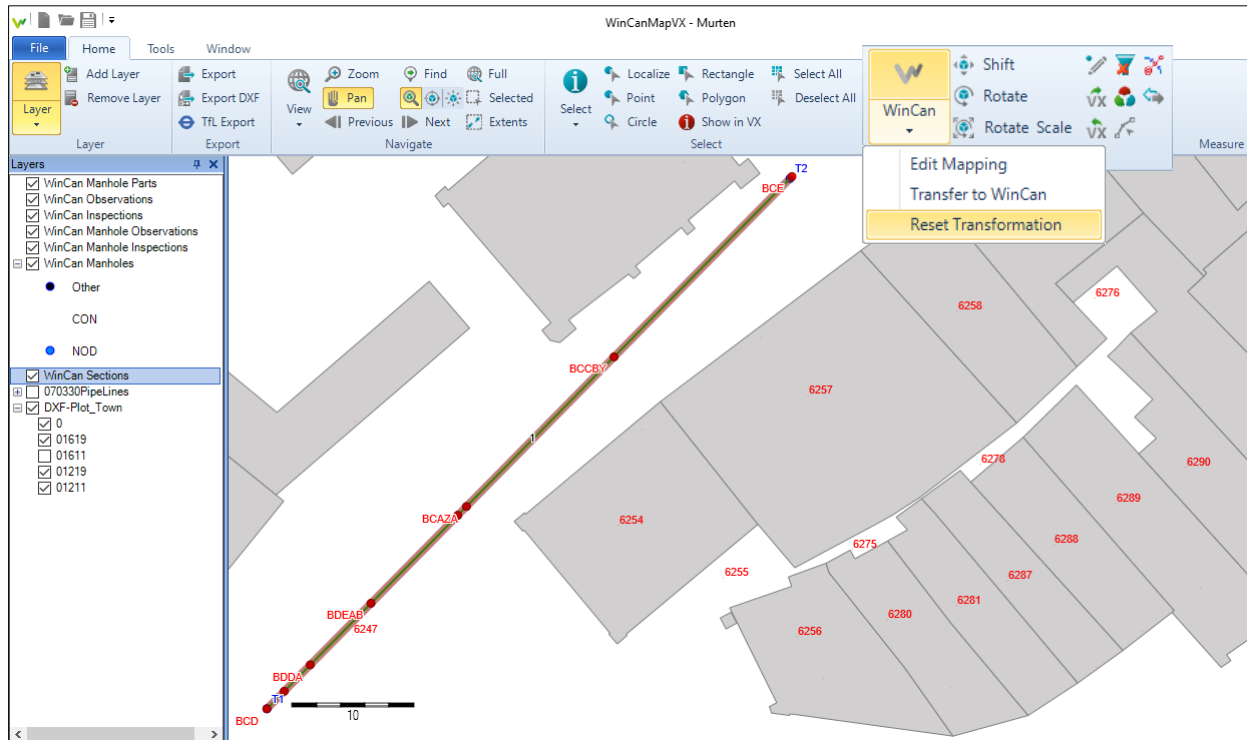 WinCanMapVX - Murten
File Home Tools Window
Layer
Add Layer
Remove Layer
Layer
Export
Export DXF
TfL Export
Export
View
Zoom
Pan
Previous
Find
Next
Full
Selected
Extents
Navigate
Select
Localize
Point
Circle
Rectangle
Polygon
Show in VX
Select All
Deselect All
Select
WinCan
Shift
Rotate
Rotate Scale
VX
VX
Measure
Edit Mapping
Transfer to WinCan
Reset Transformation
Layers
WinCan Manhole Parts
WinCan Observations
WinCan Inspections
WinCan Manhole Observations
WinCan Manhole Inspections
WinCan Manholes
Other
CON
NOD
WinCan Sections
070330PipeLines
DXF-Plot_Town
0
01619
01611
01219
01211
T2
BCE
BCCBY
1
BCAZA
BDEAB
6247
BDDA
T1
BCD
10
6276
6258
6257
6278
6290
6289
6254
6288
6275
6255
6287
6281
6280
6256